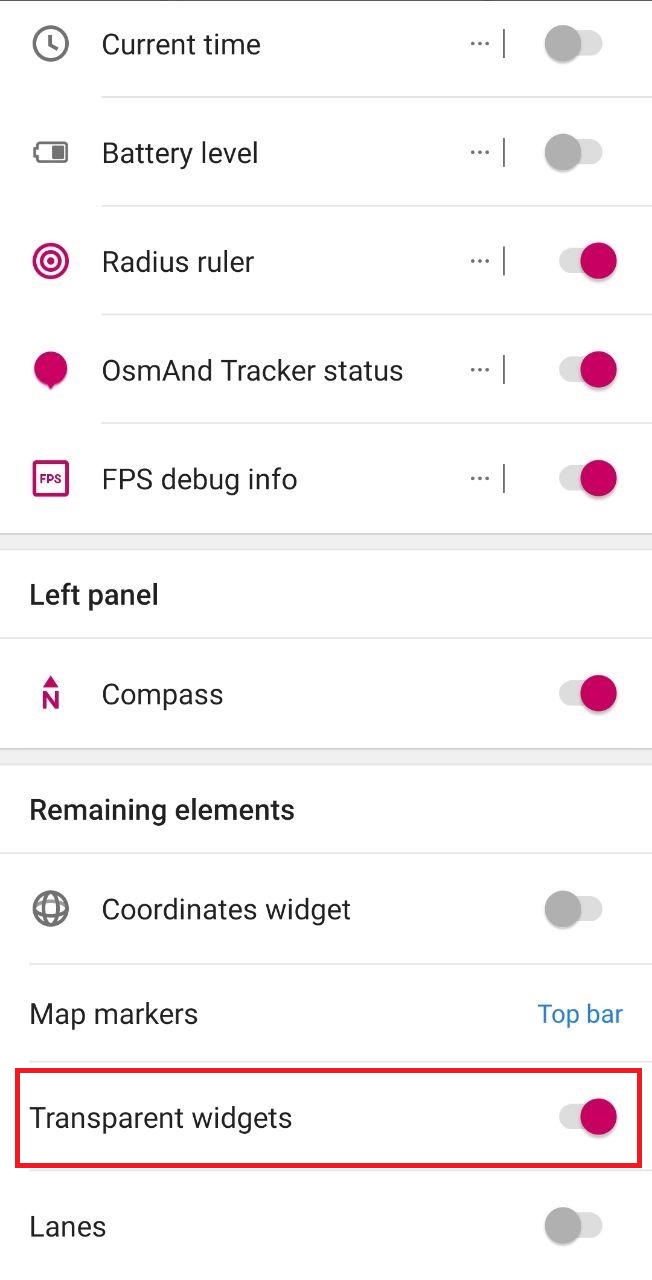 Current time
Battery level
Radius ruler
OsmAnd Tracker status
FPS FPS debug info
Left panel
N Compass
Remaining elements
Coordinates widget
Map markers Top bar
Transparent widgets
Lanes